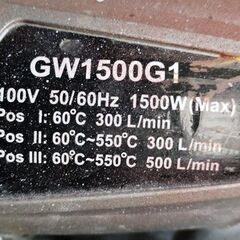 GW1500G1
100V 50/60Hz 1500W(Max)
Pos I: 60°C 300 L/min
Pos II: 60°C~550°C 300 L/min
Pos III: 60°C~550°C 500 L/min